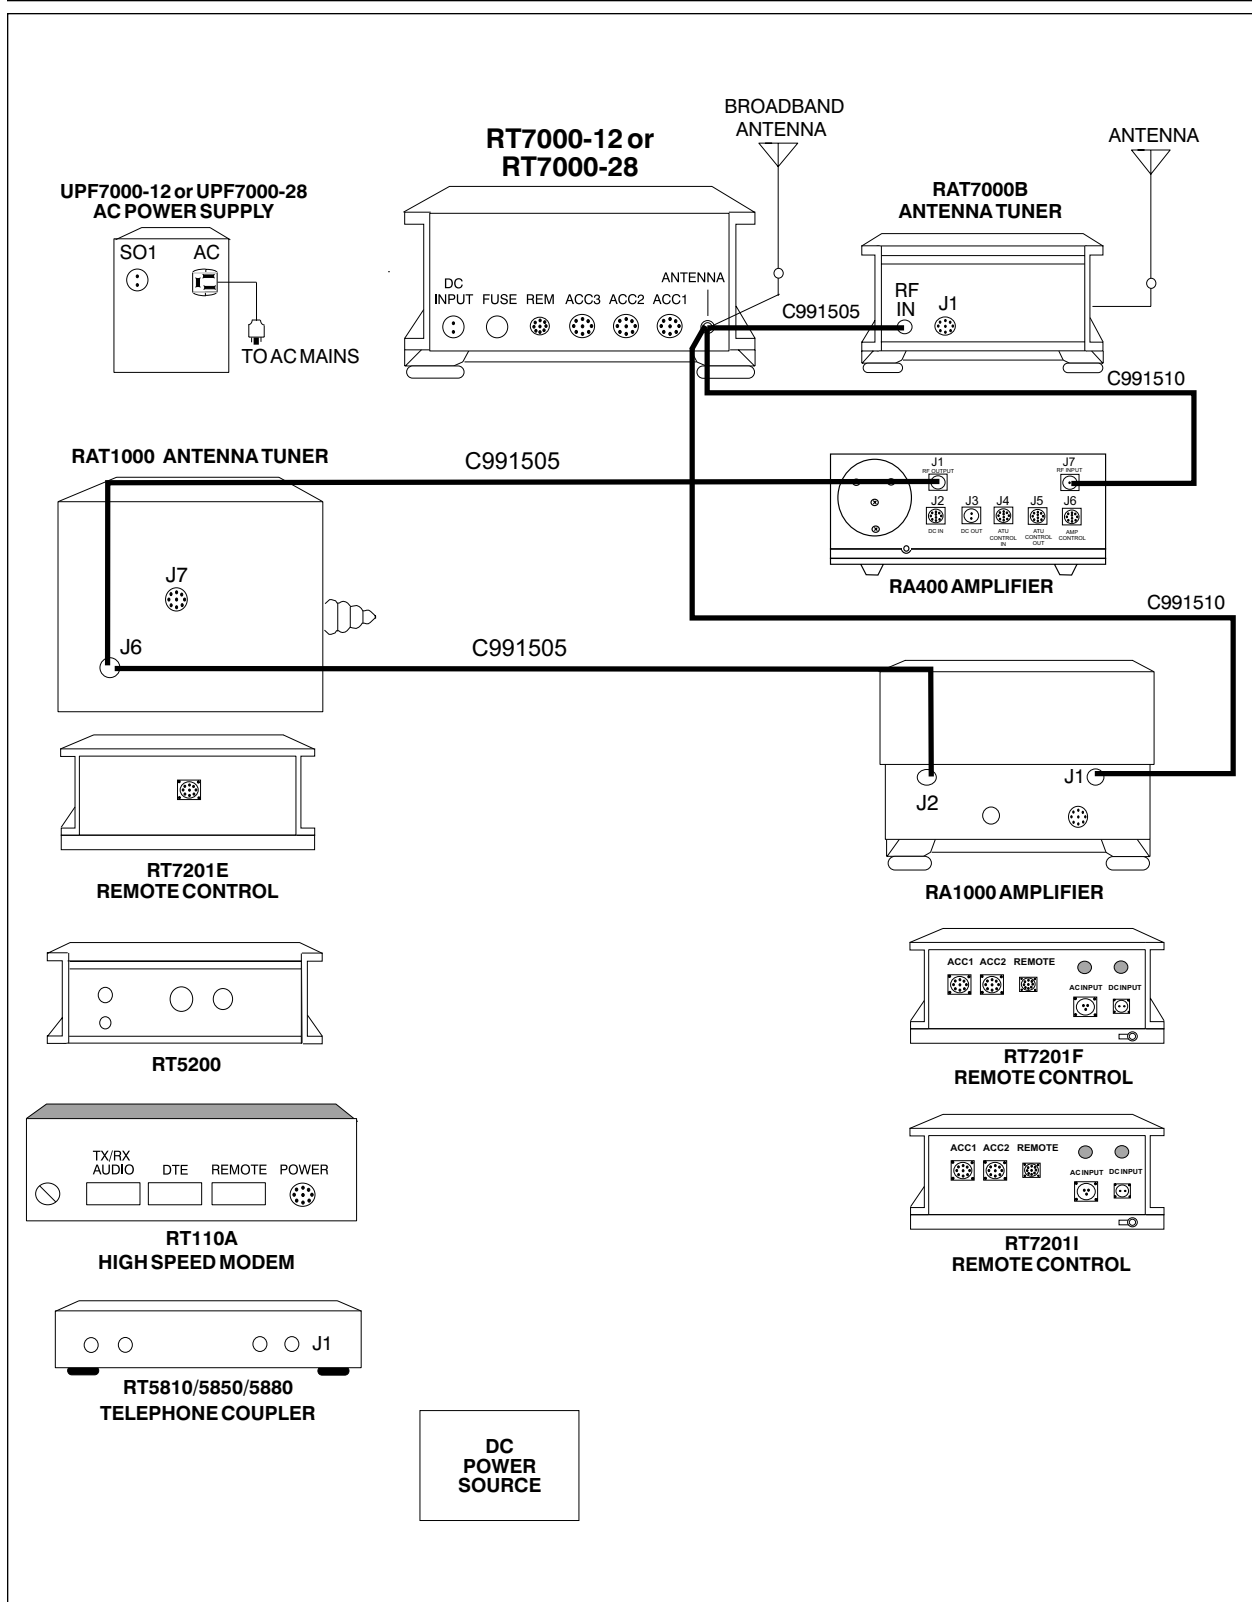 BROADBAND
ANTENNA
RT7000-12 or
RT7000-28
ANTENNA
UPF7000-12 or UPF7000-28
AC POWER SUPPLY
RAT7000B
ANTENNA TUNER
SO1
AC
TO AC MAINS
DC
INPUT FUSE REM ACC3 ACC2 ACC1
ANTENNA
C991505
RF
IN
J1
C991510
RAT1000 ANTENNA TUNER
C991505
J7
J6
J1
RF OUTPUT
J7
RF INPUT
J2
DC IN
J3
DC OUT
J4
ATU
CONTROL
IN
J5
ATU
CONTROL
OUT
J6
AMP
CONTROL
RA400 AMPLIFIER
C991510
C991505
J2
J1
RA1000 AMPLIFIER
RT7201E
REMOTE CONTROL
RT5200
TX/RX
AUDIO
DTE
REMOTE
POWER
RT110A
HIGH SPEED MODEM
J1
RT5810/5850/5880
TELEPHONE COUPLER
ACC1 ACC2 REMOTE
AC INPUT DC INPUT
RT7201F
REMOTE CONTROL
ACC1 ACC2 REMOTE
AC INPUT DC INPUT
RT7201I
REMOTE CONTROL
DC
POWER
SOURCE